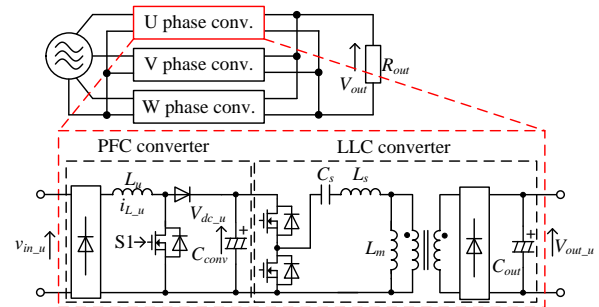 U phase conv.
V phase conv.
W phase conv.
V_out
R_out
PFC converter
LLC converter
L_u
i_L_u
V_dc_u
S1
C_conv
v_in_u
C_s
L_s
L_m
C_out
V_out_u